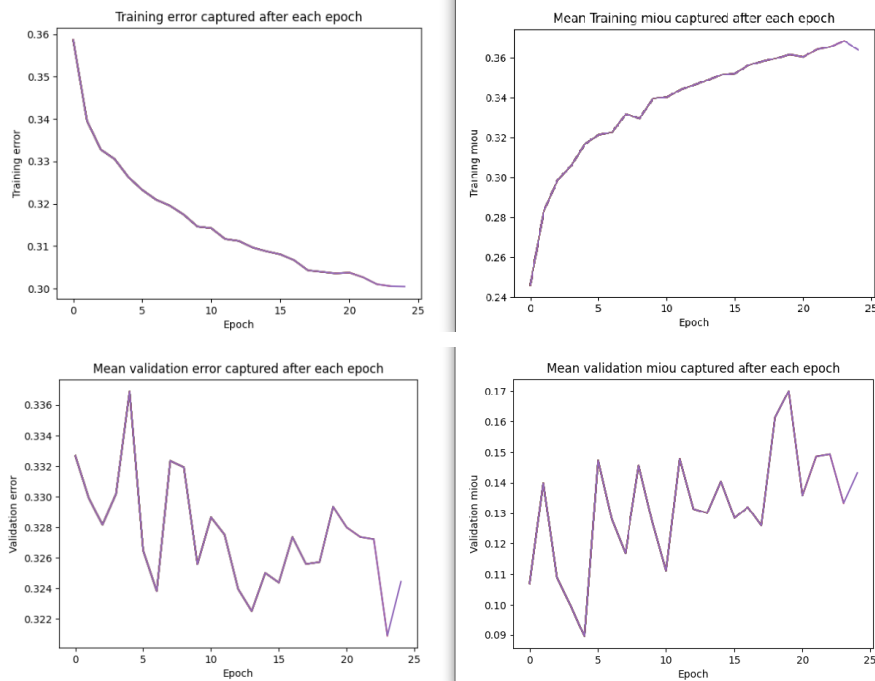 Training error captured after each epoch
0.36
0.35
0.34
0.33
0.32
0.31
0.30
Training error
0 5 10 15 20 25
Epoch
Mean Training miou captured after each epoch
0.36
0.34
0.32
0.30
0.28
0.26
0.24
Training miou
0 5 10 15 20 25
Epoch
Mean validation error captured after each epoch
0.336
0.334
0.332
0.330
0.328
0.326
0.324
0.322
Validation error
0 5 10 15 20 25
Epoch
Mean validation miou captured after each epoch
0.17
0.16
0.15
0.14
0.13
0.12
0.11
0.10
0.09
Validation miou
0 5 10 15 20 25
Epoch